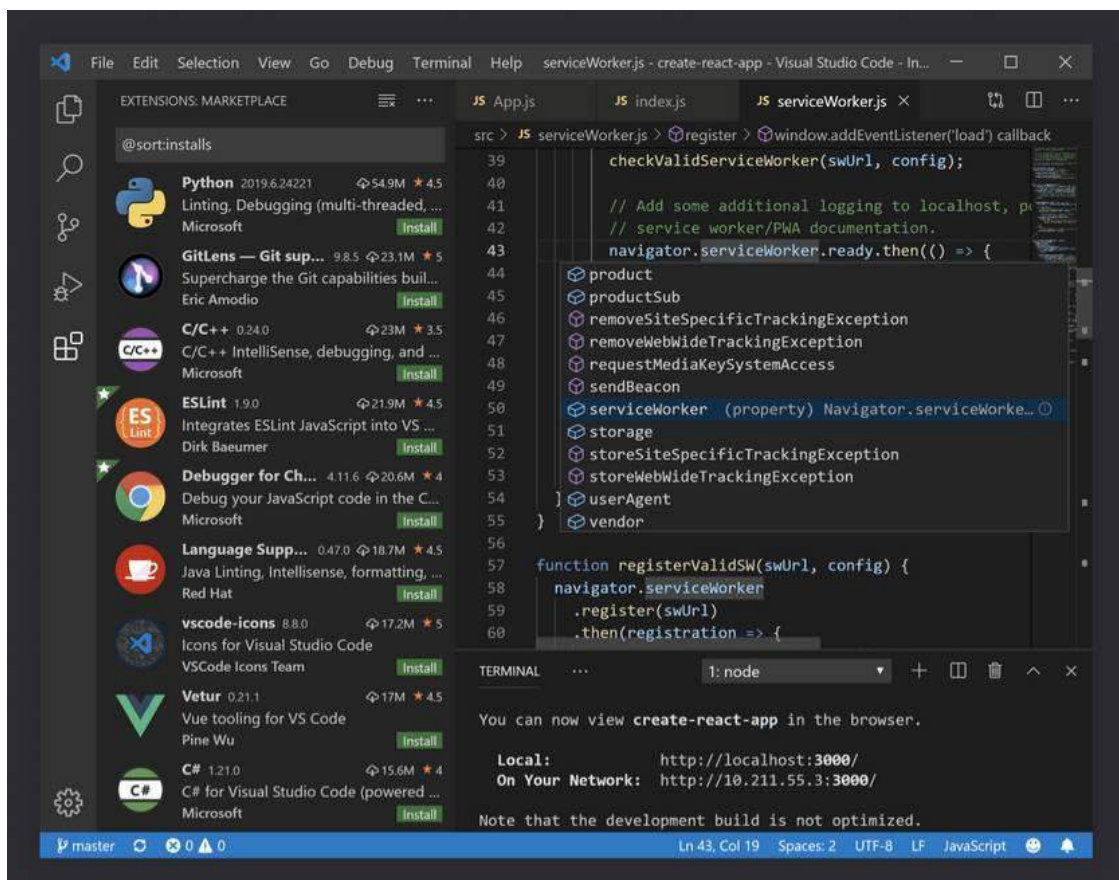 File Edit Selection View Go Debug Terminal Help serviceWorker.js - create-react-app - Visual Studio Code - In...
EXTENSIONS: MARKETPLACE
@sort:installs
Python 2019.6.24221 54.9M ★ 4.5
Linting, Debugging (multi-threaded, ...
Microsoft Install
GitLens — Git sup... 9.8.5 23.1M ★ 5
Supercharge the Git capabilities buil...
Eric Amodio Install
C/C++
C/C++ 0.24.0 23M ★ 3.5
C/C++ IntelliSense, debugging, and ...
Microsoft Install
ES
Lint
ESLint 1.9.0 21.9M ★ 4.5
Integrates ESLint JavaScript into VS ...
Dirk Baeumer Install
Debugger for Ch... 4.11.6 20.6M ★ 4
Debug your JavaScript code in the C...
Microsoft Install
Language Supp... 0.47.0 18.7M ★ 4.5
Java Linting, Intellisense, formatting, ...
Red Hat Install
vscode-icons 8.8.0 17.2M ★ 5
Icons for Visual Studio Code
VSCode Icons Team Install
Vetur 0.21.1 17M ★ 4.5
Vue tooling for VS Code
Pine Wu Install
C#
C# 1.21.0 15.6M ★ 4
C# for Visual Studio Code (powered ...
Microsoft Install
JS App.js JS index.js JS serviceWorker.js ×
src > JS serviceWorker.js > register > window.addEventListener('load') callback
39 checkValidServiceWorker(swUrl, config);
40
41 // Add some additional logging to localhost, p
42 // service worker/PWA documentation.
43 navigator.serviceWorker.ready.then(() => {
44 product
45 productSub
46 removeSiteSpecificTrackingException
47 removeWebWideTrackingException
48 requestMediaKeySystemAccess
49 sendBeacon
50 serviceWorker (property) Navigator.serviceWorke...
51 storage
52 storeSiteSpecificTrackingException
53 storeWebWideTrackingException
54 } userAgent
55 } vendor
56
57 function registerValidSW(swUrl, config) {
58 navigator.serviceWorker
59 .register(swUrl)
60 .then(registration => {
TERMINAL ... 1: node
You can now view create-react-app in the browser.
Local: http://localhost:3000/
On Your Network: http://10.211.55.3:3000/
Note that the development build is not optimized.
master 0 0 Ln 43, Col 19 Spaces: 2 UTF-8 LF JavaScript